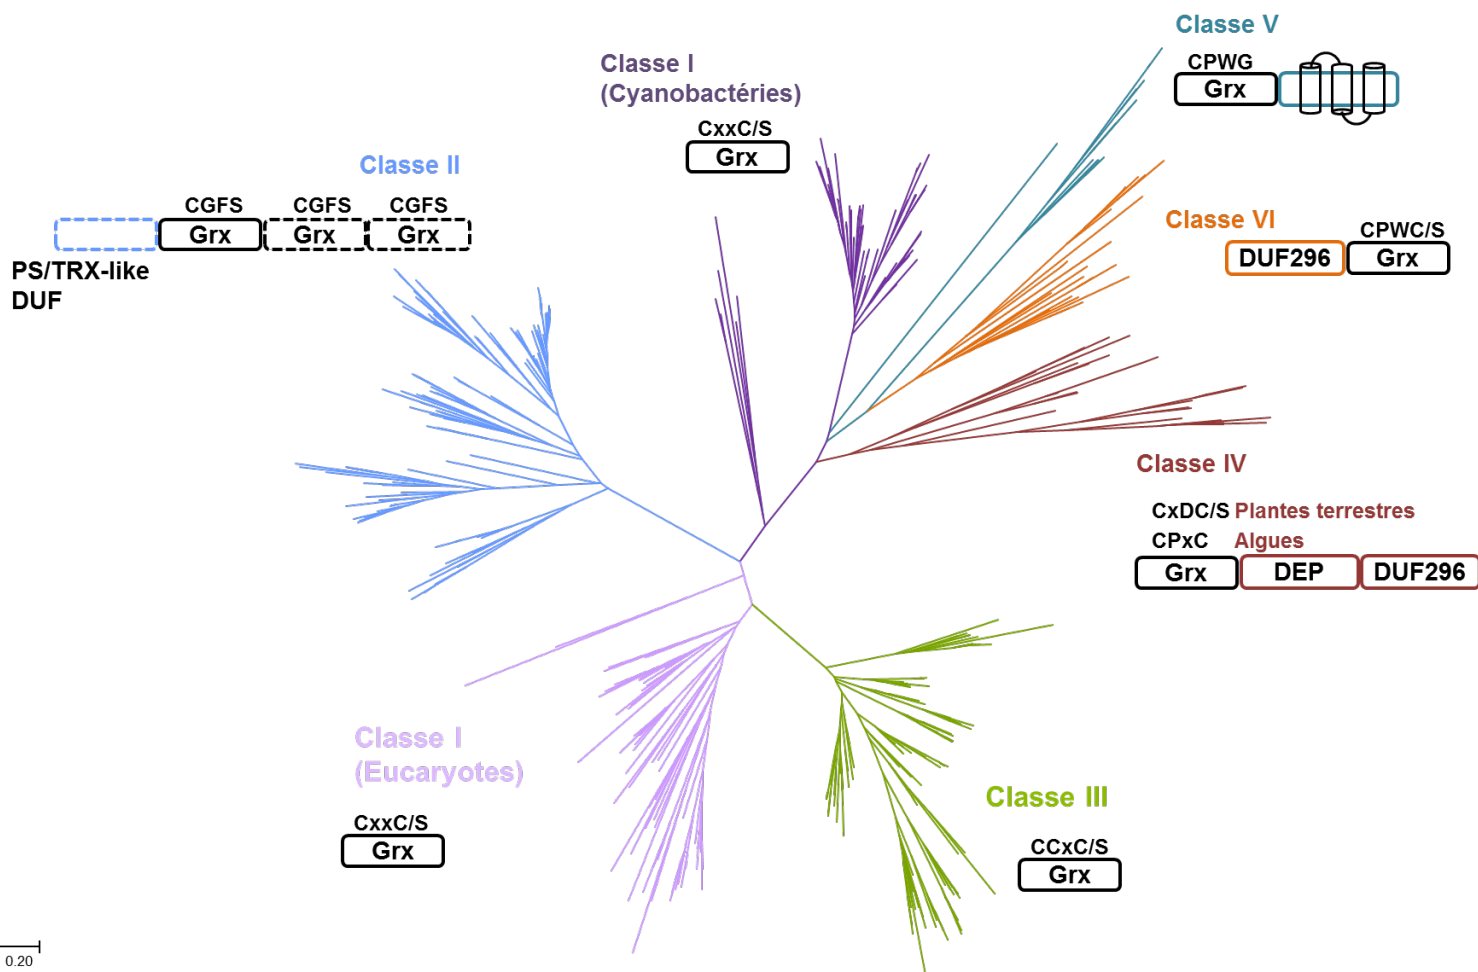 Classe V
CPWG
Grx
Classe I
(Cyanobactéries)
CxxC/S
Grx
Classe II
CGFS CGFS CGFS
Grx Grx Grx
PS/TRX-like
DUF
Classe VI
CPWC/S
DUF296 Grx
Classe IV
CxDC/S Plantes terrestres
CPxC Algues
Grx DEP DUF296
Classe I
(Eucaryotes)
CxxC/S
Grx
Classe III
CCxC/S
Grx
0.20